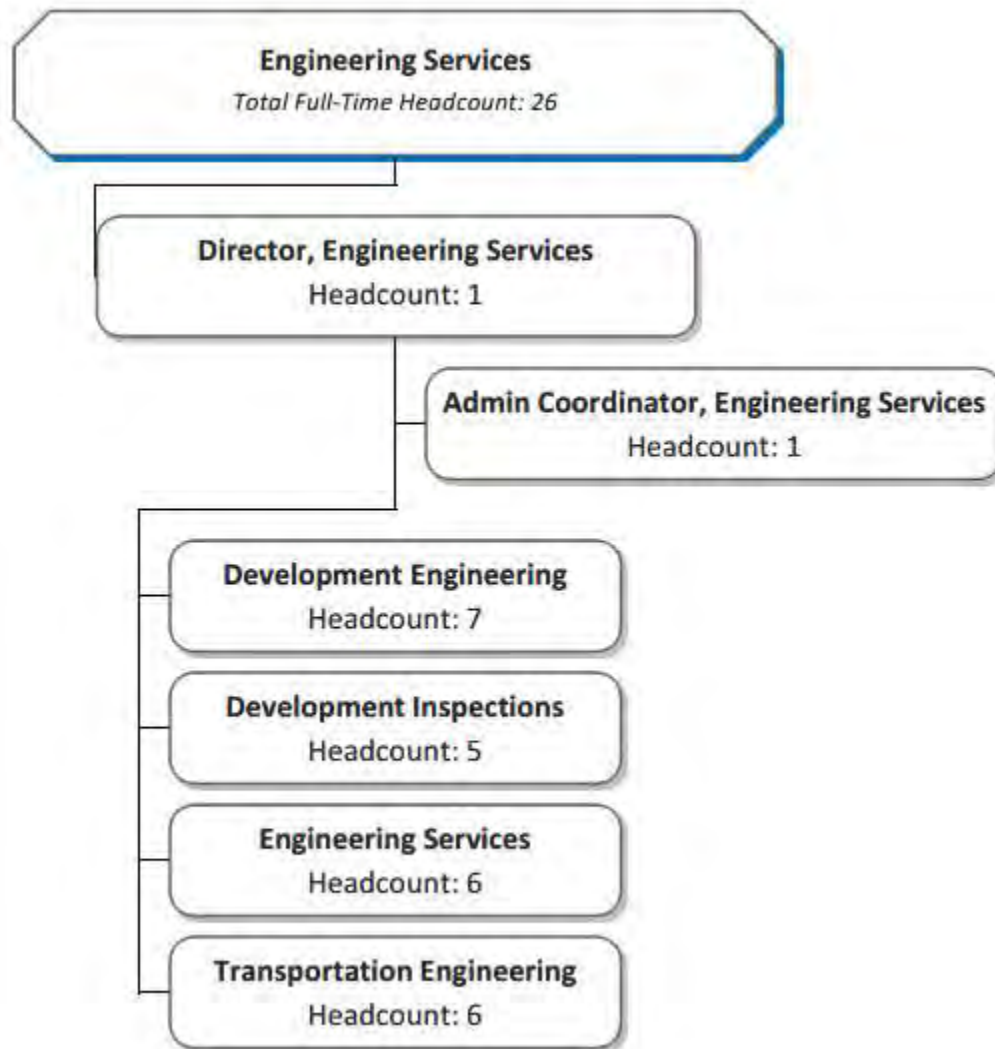 Engineering Services
Total Full-Time Headcount: 26
Director, Engineering Services
Headcount: 1
Admin Coordinator, Engineering Services
Headcount: 1
Development Engineering
Headcount: 7
Development Inspections
Headcount: 5
Engineering Services
Headcount: 6
Transportation Engineering
Headcount: 6